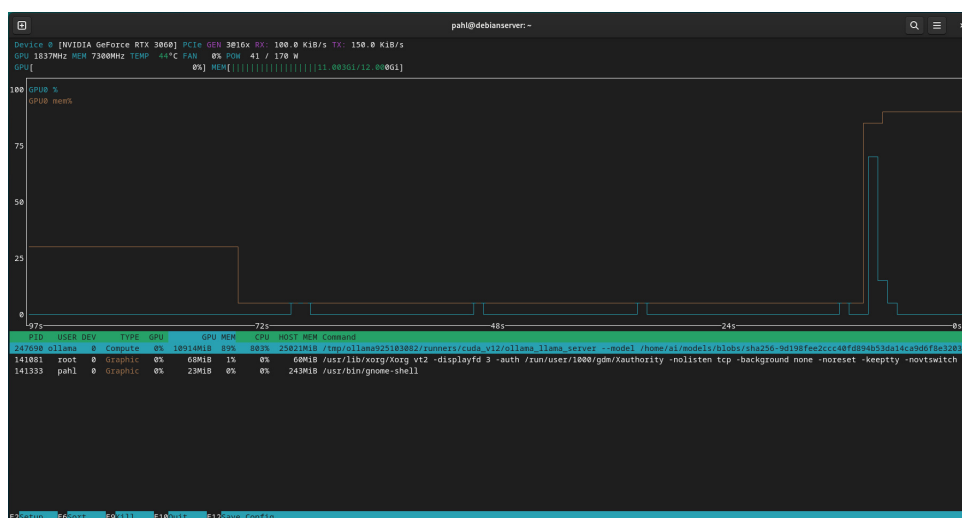 pahl@debianserver: ~
Device 0 [NVIDIA GeForce RTX 3060] PCIe GEN 3@16x RX: 100.0 KiB/s TX: 150.0 KiB/s
GPU 1837MHz MEM 7300MHz TEMP 44°C FAN 0% POW 41 / 170 W
GPU[ 0%] MEM[||||||||||||||||||11.003Gi/12.000Gi]
100 GPU0 %
GPU0 mem%
75
50
25
0
97s 72s 48s 24s 0s
PID USER DEV TYPE GPU GPU MEM CPU HOST MEM Command
247690 ollama 0 Compute 0% 10914MiB 89% 803% 25021MiB /tmp/ollama925103082/runners/cuda_v12/ollama_llama_server --model /home/ai/models/blobs/sha256-9d198fee2ccc40fd894b53da14ca9d6f8e3203
141081 root 0 Graphic 0% 68MiB 1% 0% 60MiB /usr/lib/xorg/Xorg vt2 -displayfd 3 -auth /run/user/1000/gdm/Xauthority -nolisten tcp -background none -noreset -keeptty -novtswitch
141333 pahl 0 Graphic 0% 23MiB 0% 0% 243MiB /usr/bin/gnome-shell
F2Setup F6Sort F9Kill F10Quit F12Save Config